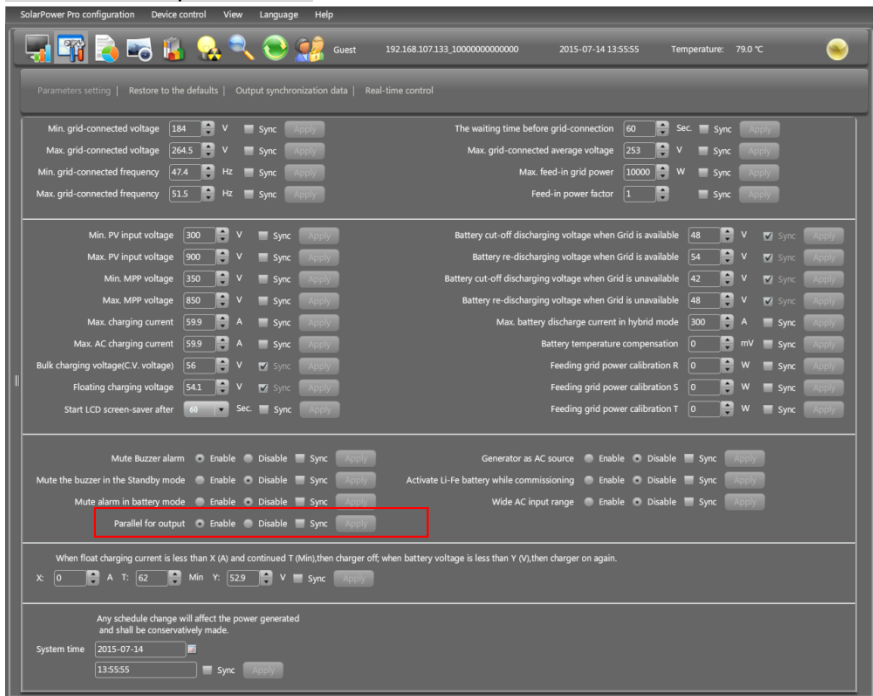 SolarPower Pro configuration Device control View Language Help
Guest 192.168.107.133_10000000000000 2015-07-14 13:55:55 Temperature: 79.0 ℃
Parameters setting | Restore to the defaults | Output synchronization data | Real-time control
Min. grid-connected voltage 184 V Sync Apply The waiting time before grid-connection 60 Sec. Sync Apply
Max. grid-connected voltage 264.5 V Sync Apply Max. grid-connected average voltage 253 V Sync Apply
Min. grid-connected frequency 47.4 Hz Sync Apply Max. feed-in grid power 10000 W Sync Apply
Max. grid-connected frequency 51.5 Hz Sync Apply Feed-in power factor 1 Sync Apply
Min. PV input voltage 300 V Sync Apply Battery cut-off discharging voltage when Grid is available 48 V Sync Apply
Max. PV input voltage 900 V Sync Apply Battery re-discharging voltage when Grid is available 54 V Sync Apply
Min. MPP voltage 350 V Sync Apply Battery cut-off discharging voltage when Grid is unavailable 42 V Sync Apply
Max. MPP voltage 850 V Sync Apply Battery re-discharging voltage when Grid is unavailable 48 V Sync Apply
Max. charging current 59.9 A Sync Apply Max. battery discharge current in hybrid mode 300 A Sync Apply
Max. AC charging current 59.9 A Sync Apply Battery temperature compensation 0 mV Sync Apply
Bulk charging voltage(C.V. voltage) 56 V Sync Apply Feeding grid power calibration R 0 W Sync Apply
Floating charging voltage 54.1 V Sync Apply Feeding grid power calibration S 0 W Sync Apply
Start LCD screen-saver after 60 Sec. Sync Apply Feeding grid power calibration T 0 W Sync Apply
Mute Buzzer alarm Enable Disable Sync Apply Generator as AC source Enable Disable Sync Apply
Mute the buzzer in the Standby mode Enable Disable Sync Apply Activate Li-Fe battery while commissioning Enable Disable Sync Apply
Mute alarm in battery mode Enable Disable Sync Apply Wide AC input range Enable Disable Sync Apply
Parallel for output Enable Disable Sync Apply
When float charging current is less than X (A) and continued T (Min),then charger off; when battery voltage is less than Y (V),then charger on again.
X: 0 A T: 62 Min Y: 52.9 V Sync Apply
Any schedule change will affect the power generated
and shall be conservatively made.
System time 2015-07-14
13:55:55 Sync Apply